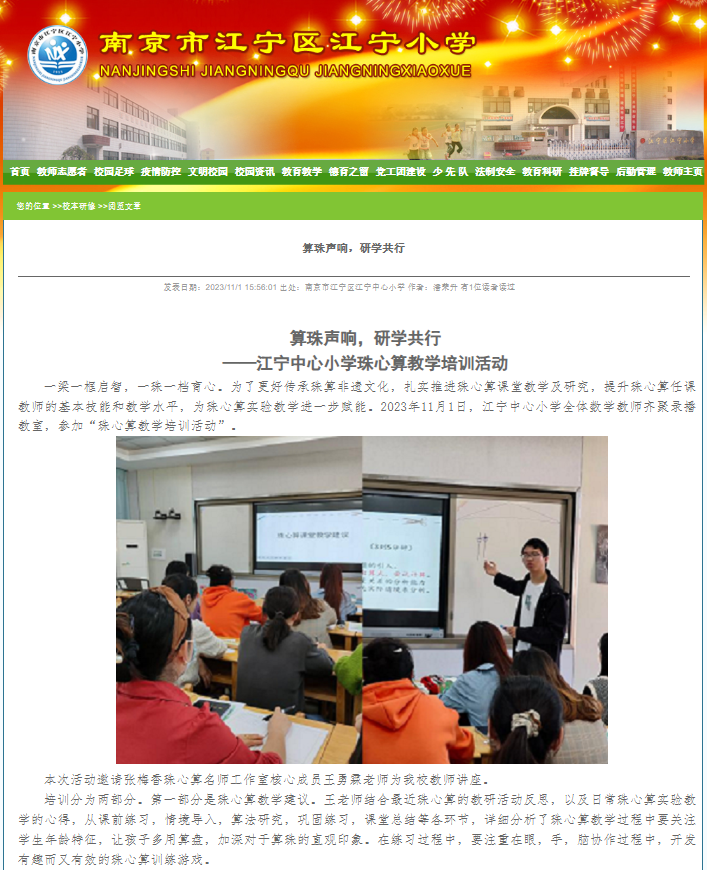 南京市江宁区江宁小学
NANJINGSHI JIANGNINGQU JIANGNINGXIAOXUE
首页 教师志愿者 校园足球 疫情防控 文明校园 校园资讯 教育教学 德育之窗 党工团建设 少先队 法制安全 教育科研 挂牌督导 后勤管理 教师主页
您的位置 >>校本研修 >>阅览文章
算珠声响，研学共行
发表日期：2023/11/1 15:56:01 出处：南京市江宁区江宁中心小学 作者：潘荣升 有1位读者读过
算珠声响，研学共行
——江宁中心小学珠心算教学培训活动
一梁一框启智，一珠一档育心。为了更好传承珠算非遗文化，扎实推进珠心算课堂教学及研究，提升珠心算任课
教师的基本技能和教学水平，为珠心算实验教学进一步赋能。2023年11月1日，江宁中心小学全体数学教师齐聚录播
教室，参加“珠心算教学培训活动”。
珠心算课堂教学建议
本次活动邀请张梅香珠心算名师工作室核心成员王勇霖老师为我校教师讲座。
培训分为两部分。第一部分是珠心算教学建议。王老师结合最近珠心算的教研活动反思，以及日常珠心算实验教
学的心得，从课前练习，情境导入，算法研究，巩固练习，课堂总结等各环节，详细分析了珠心算教学过程中要关注
学生年龄特征，让孩子多用算盘，加深对于算珠的直观印象。在练习过程中，要注重在眼，手，脑协作过程中，开发
有趣而又有效的珠心算训练游戏。